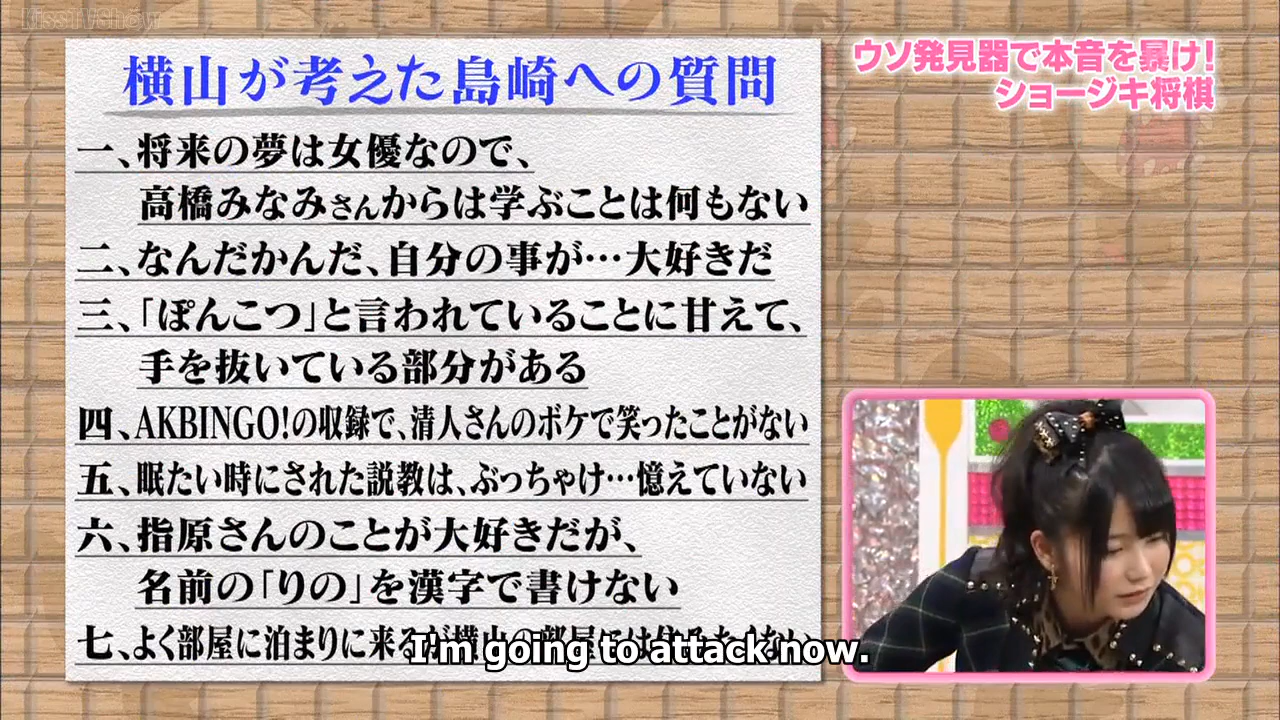 KissTVShow
ウソ発見器で本音を暴け!
ショージキ将棋
横山が考えた島崎への質問
一、将来の夢は女優なので、
高橋みなみさんからは学ぶことは何もない
二、なんだかんだ、自分の事が…大好きだ
三、「ぽんこつ」と言われていることに甘えて、
手を抜いている部分がある
四、AKBINGO!の収録で、清人さんのボケで笑ったことがない
五、眠たい時にされた説教は、ぶっちゃけ…憶えていない
六、指原さんのことが大好きだが、
名前の「りの」を漢字で書けない
七、よく部屋に泊まりに来るが横山の部屋には
I'm going to attack now.